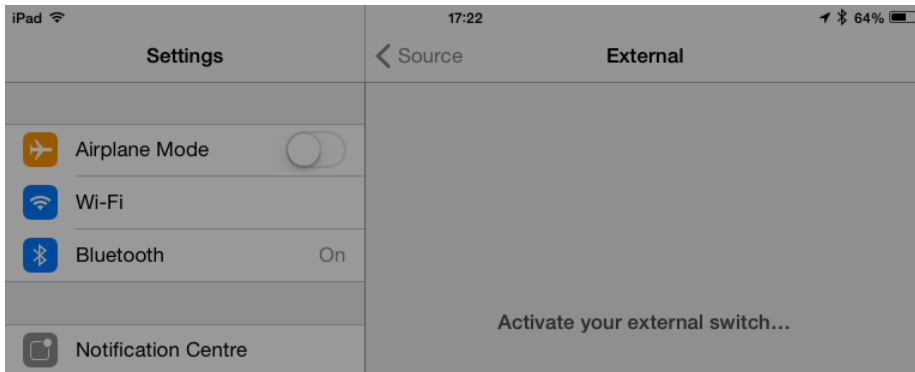 iPad 17:22 64%
Settings
Source External
Airplane Mode
Wi-Fi
Bluetooth On
Notification Centre
Activate your external switch...